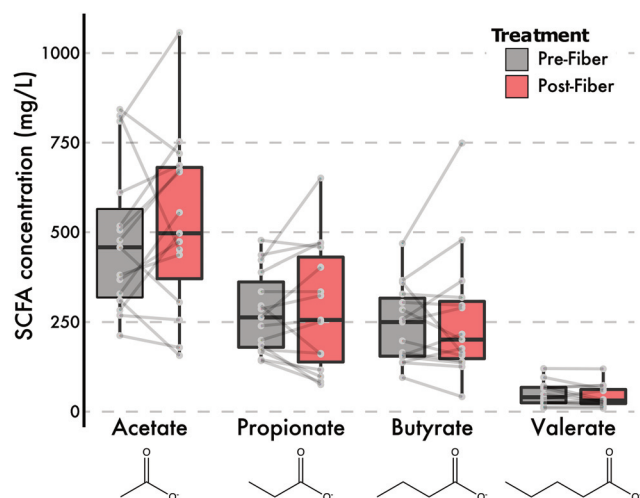 Treatment
Pre-Fiber
Post-Fiber
SCFA concentration (mg/L)
1000
750
500
250
0
Acetate Propionate Butyrate Valerate
O O O O
O- O- O- O-